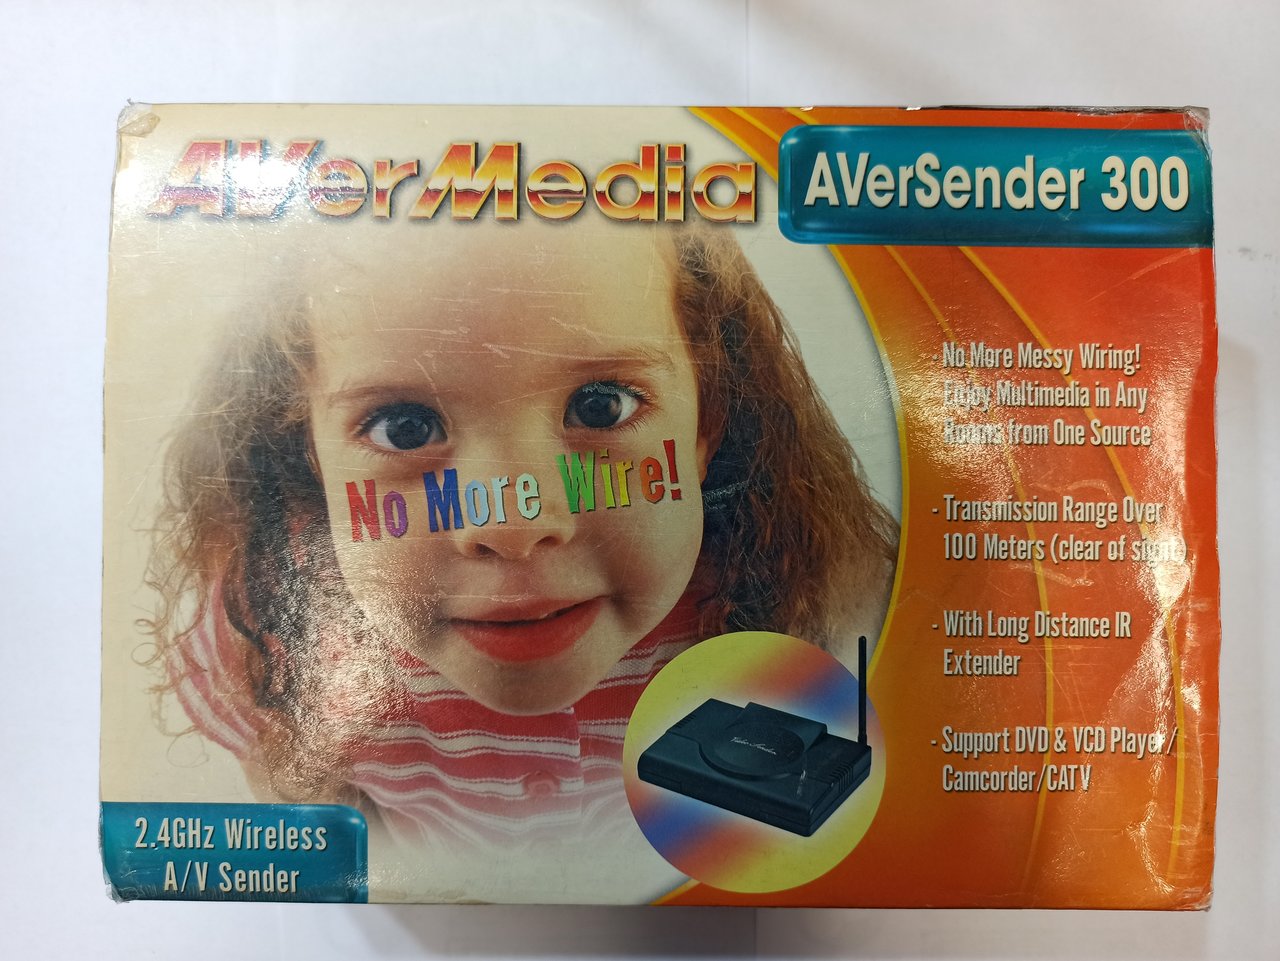 AVerMedia
AVerSender 300
No More Wire!
- No More Messy Wiring!
Enjoy Multimedia in Any
Rooms from One Source
- Transmission Range Over
100 Meters (clear of sight)
- With Long Distance IR
Extender
- Support DVD & VCD Player/
Camcorder/CATV
Video Sender
2.4GHz Wireless
A/V Sender